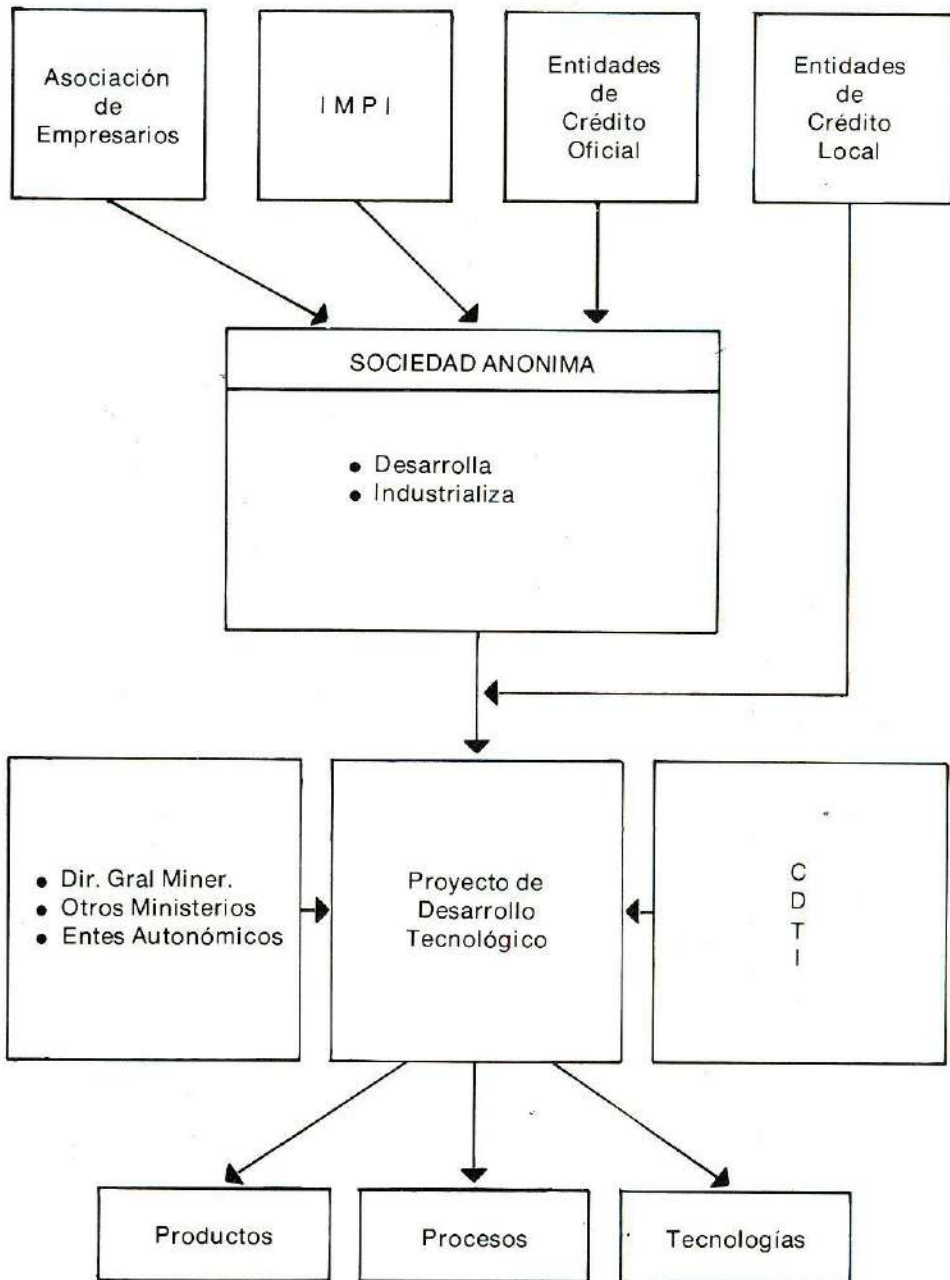 Asociación
de
Empresarios
I M P I
Entidades
de
Crédito
Oficial
Entidades
de
Crédito
Local
SOCIEDAD ANONIMA
● Desarrolla
● Industrializa
● Dir. Gral Miner.
● Otros Ministerios
● Entes Autonómicos
Proyecto de
Desarrollo
Tecnológico
C
D
T
I
Productos
Procesos
Tecnologías